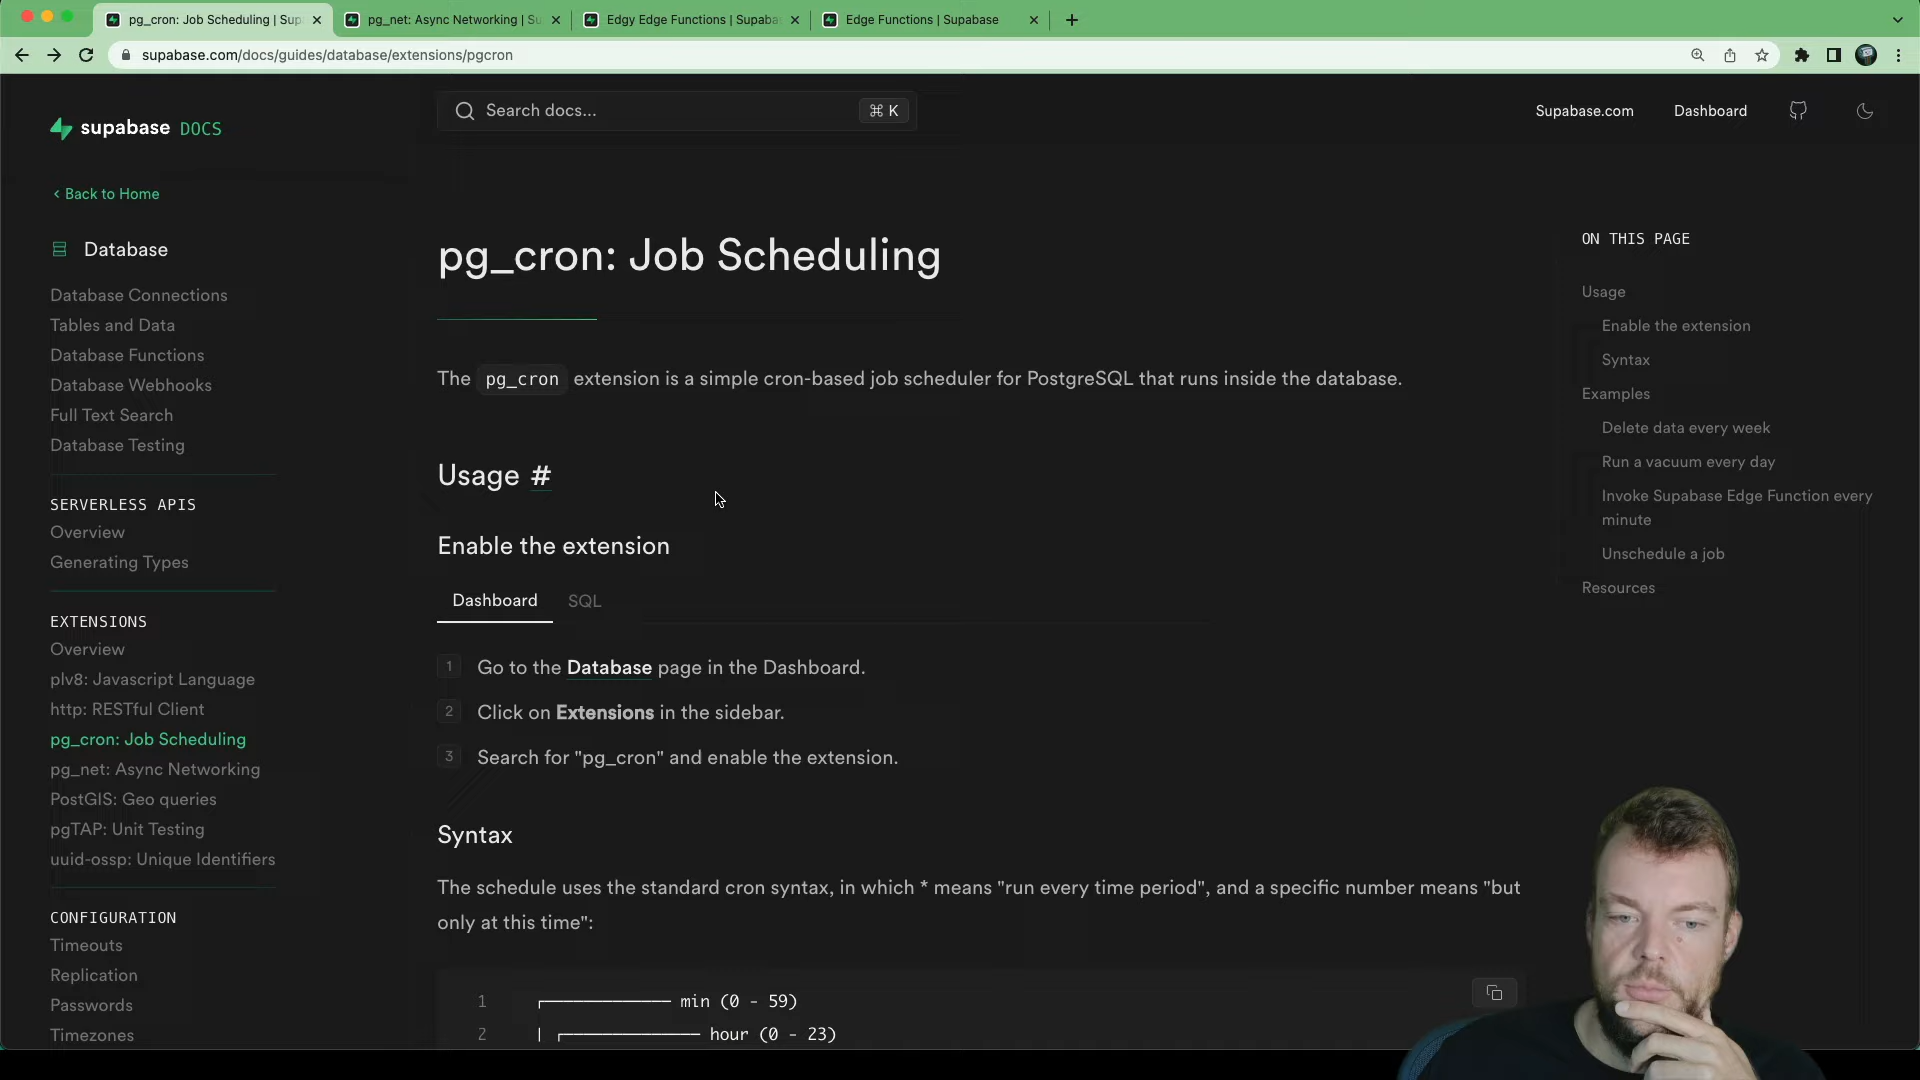 pg_cron: Job Scheduling | Sup
pg_net: Async Networking | Su
Edgy Edge Functions | Supaba
Edge Functions | Supabase
supabase.com/docs/guides/database/extensions/pgcron
supabase DOCS
Search docs...
⌘ K
Supabase.com
Dashboard
‹ Back to Home
Database
Database Connections
Tables and Data
Database Functions
Database Webhooks
Full Text Search
Database Testing
SERVERLESS APIS
Overview
Generating Types
EXTENSIONS
Overview
plv8: Javascript Language
http: RESTful Client
pg_cron: Job Scheduling
pg_net: Async Networking
PostGIS: Geo queries
pgTAP: Unit Testing
uuid-ossp: Unique Identifiers
CONFIGURATION
Timeouts
Replication
Passwords
Timezones
pg_cron: Job Scheduling
The pg_cron extension is a simple cron-based job scheduler for PostgreSQL that runs inside the database.
Usage #
Enable the extension
Dashboard
SQL
1 Go to the Database page in the Dashboard.
2 Click on Extensions in the sidebar.
3 Search for "pg_cron" and enable the extension.
Syntax
The schedule uses the standard cron syntax, in which * means "run every time period", and a specific number means "but
only at this time":
1 ┌───────────── min (0 - 59)
2 │ ┌────────────── hour (0 - 23)
ON THIS PAGE
Usage
Enable the extension
Syntax
Examples
Delete data every week
Run a vacuum every day
Invoke Supabase Edge Function every
minute
Unschedule a job
Resources